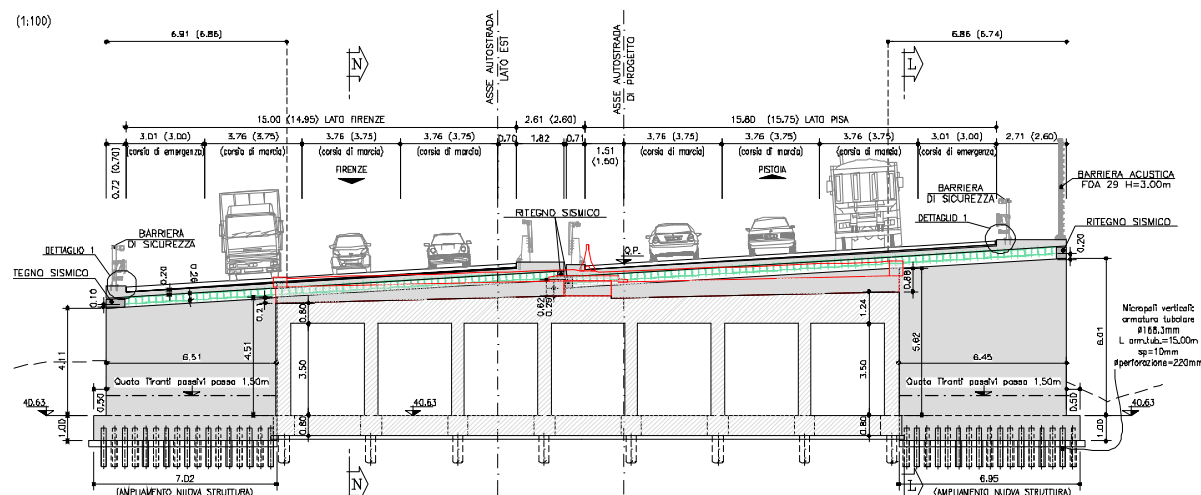 (1:100)
6.91 (6.86)
6.86 (6.74)
N
L
ASSE AUTOSTRADA
LATO EST
ASSE AUTOSTRADA
DI PROGETTO
15.00 (14.95) LATO FIRENZE
2.61 (2.60)
15.80 (15.75) LATO PISA
3,01 (3,00)
3,76 (3,75)
3,76 (3,75)
3,76 (3,75)
0.70
1.82
0.71
1.51
(1.50)
3,76 (3,75)
3,76 (3,75)
3,76 (3,75)
3,01 (3,00)
2,71 (2,60)
0.72 (0.70)
(corsia di emergenza)
(corsia di marcia)
(corsia di marcia)
(corsia di marcia)
(corsia di marcia)
(corsia di marcia)
(corsia di marcia)
(corsia di emergenza)
FIRENZE
PISTOIA
BARRIERA ACUSTICA
FOA 29 H=3.00m
BARRIERA
DI SICUREZZA
DETTAGLIO 1
RITEGNO SISMICO
RITEGNO SISMICO
BARRIERA
DI SICUREZZA
DETTAGLIO 1
TEGNO SISMICO
Q.P.
0.20
0.20
0.10
0.62
0.29
0.88
0.80
1.24
4.11
4.51
3.50
3.50
5.62
6.01
6.51
6.45
Micropali verticali:
armatura tubolare
ø168.3mm
L arm.tub.=15.00m
sp=10mm
øperforazione=220mm
Quota Tiranti passivi passo 1,50m
Quota Tiranti passivi passo 1,50m
0.50
0.50
40.63
40.63
40.63
1.00
0.80
0.80
1.00
7.02
6.95
(AMPLIAMENTO NUOVA STRUTTURA)
(AMPLIAMENTO NUOVA STRUTTURA)
N
L